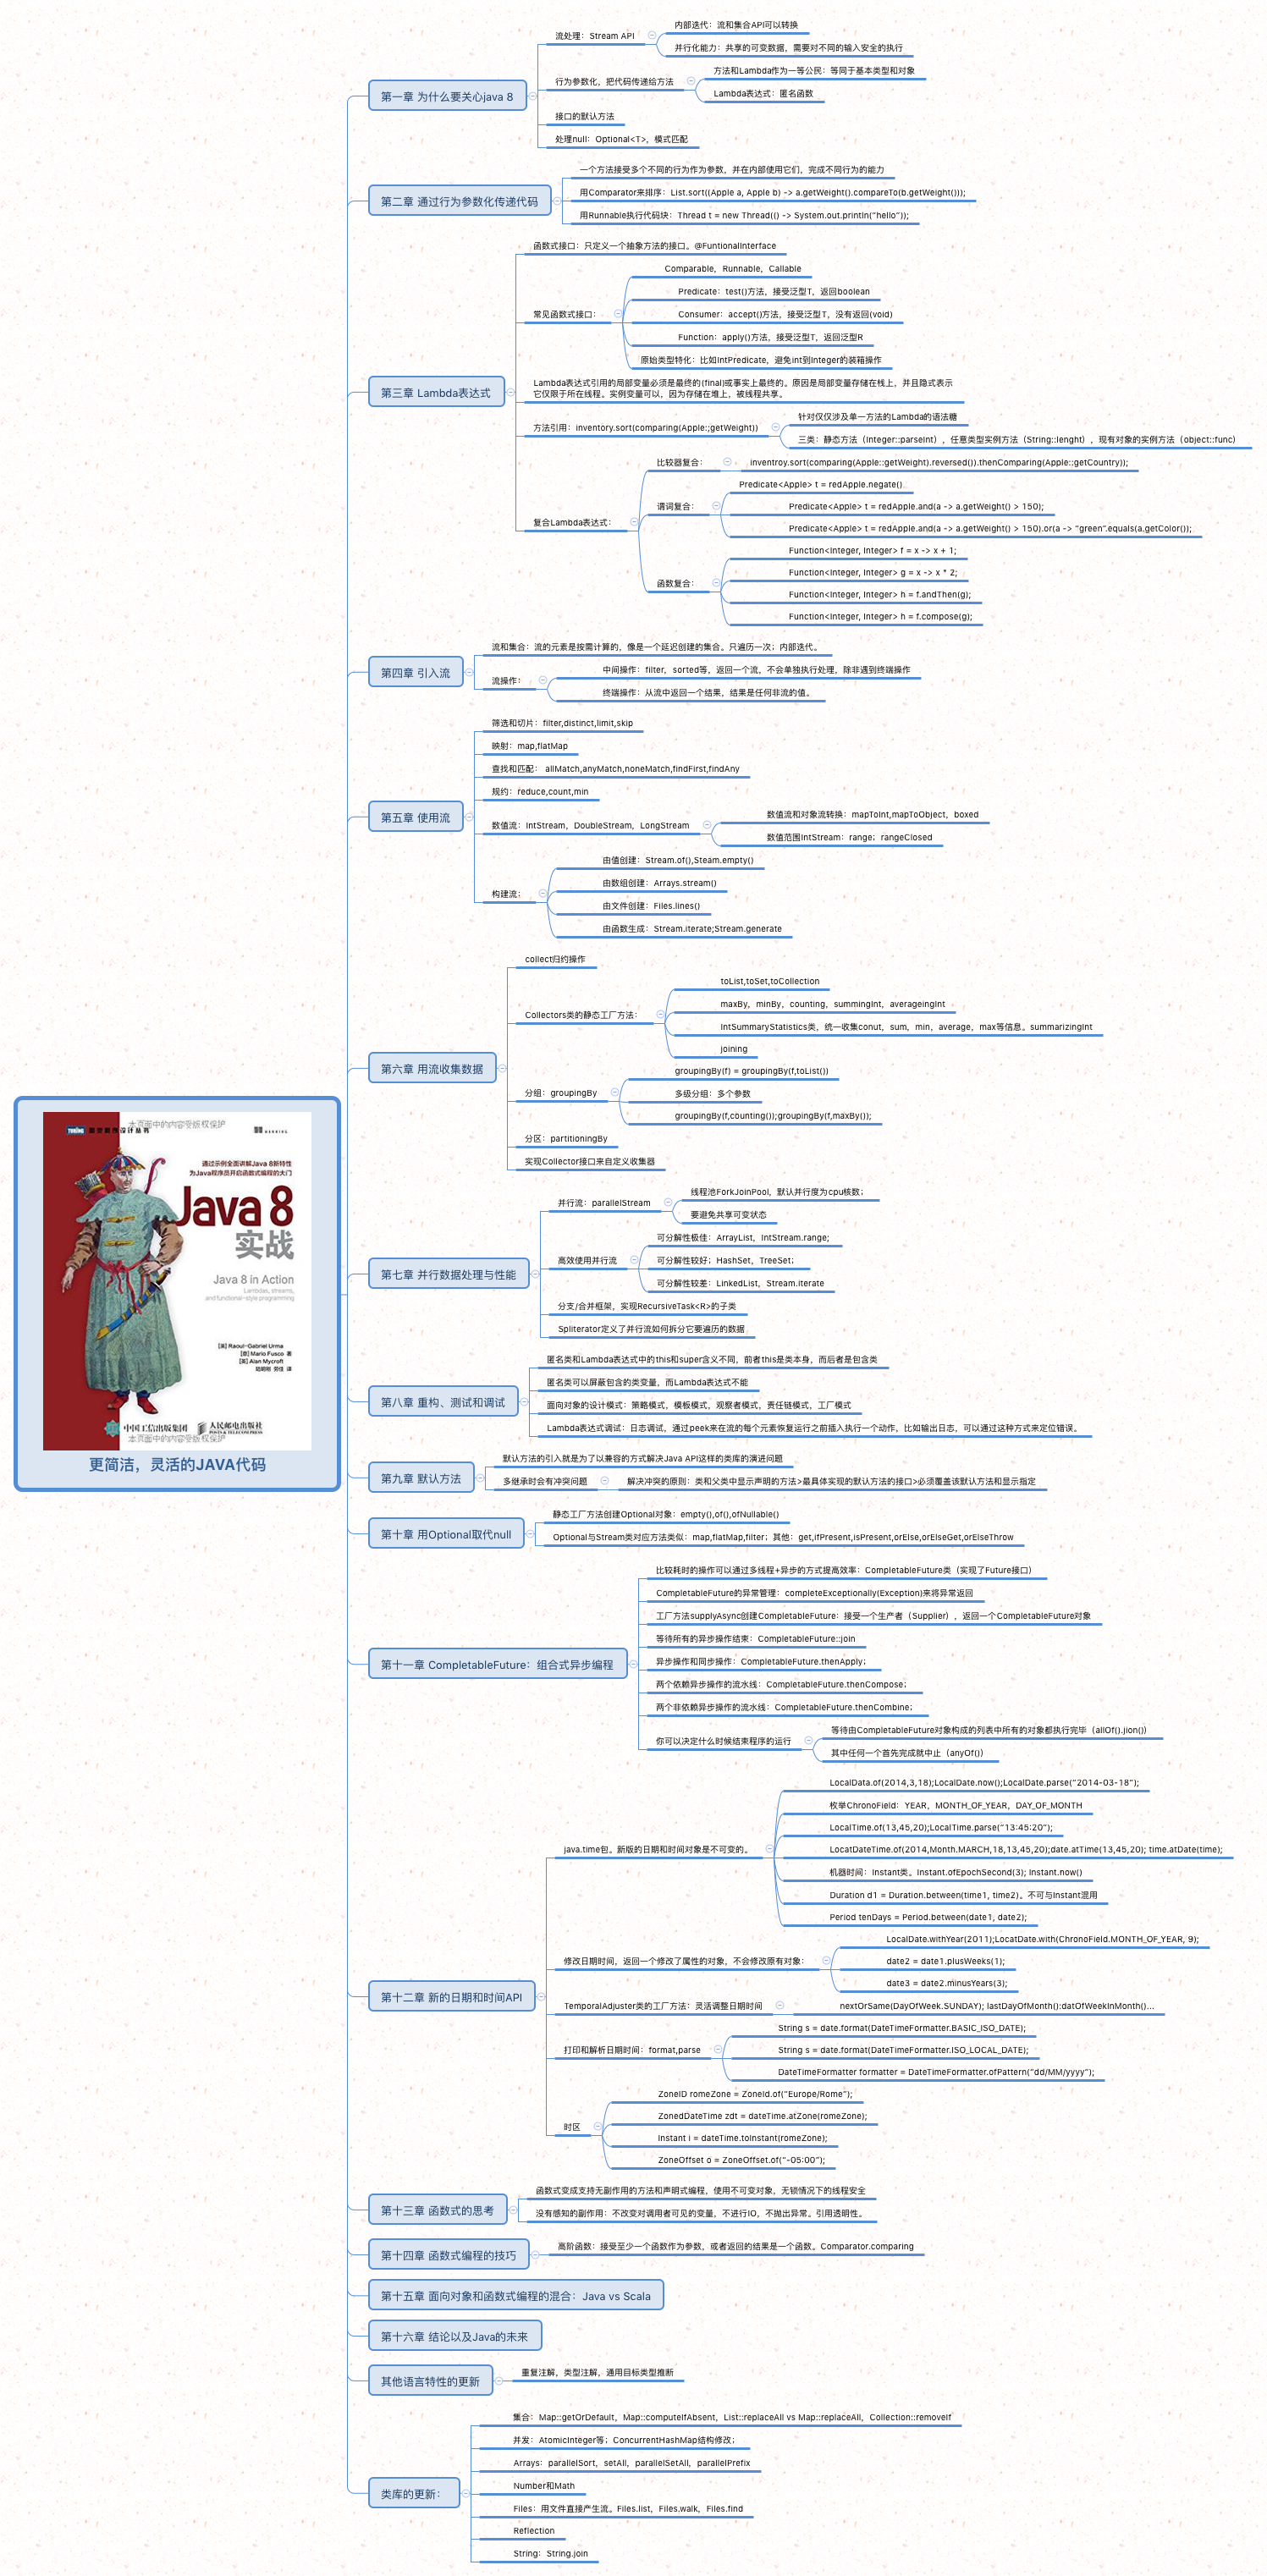 第一章 为什么要关心java 8
流处理：Stream API
内部迭代：流和集合API可以转换
并行化能力：共享的可变数据，需要对不同的输入安全的执行
行为参数化，把代码传递给方法
方法和Lambda作为一等公民：等同于基本类型和对象
Lambda表达式：匿名函数
接口的默认方法
处理null：Optional<T>，模式匹配
第二章 通过行为参数化传递代码
一个方法接受多个不同的行为作为参数，并在内部使用它们，完成不同行为的能力
用Comparator来排序：List.sort((Apple a, Apple b) -> a.getWeight().compareTo(b.getWeight()));
用Runnable执行代码块：Thread t = new Thread(() -> System.out.println("hello"));
第三章 Lambda表达式
函数式接口：只定义一个抽象方法的接口。@FuntionalInterface
常见函数式接口：
Comparable，Runnable，Callable
Predicate：test()方法，接受泛型T，返回boolean
Consumer：accept()方法，接受泛型T，没有返回(void)
Function：apply()方法，接受泛型T，返回泛型R
原始类型特化：比如IntPredicate，避免int到Integer的装箱操作
Lambda表达式引用的局部变量必须是最终的(final)或事实上最终的。原因是局部变量存储在栈上，并且隐式表示
它仅限于所在线程。实例变量可以，因为存储在堆上，被线程共享。
方法引用：inventory.sort(comparing(Apple:;getWeight))
针对仅仅涉及单一方法的Lambda的语法糖
三类：静态方法（Integer::parseInt），任意类型实例方法（String::lenght），现有对象的实例方法（object::func）
复合Lambda表达式：
比较器复合：
inventroy.sort(comparing(Apple::getWeight).reversed()).thenComparing(Apple::getCountry));
谓词复合：
Predicate<Apple> t = redApple.negate()
Predicate<Apple> t = redApple.and(a -> a.getWeight() > 150);
Predicate<Apple> t = redApple.and(a -> a.getWeight() > 150).or(a -> "green".equals(a.getColor());
函数复合：
Function<Integer, Integer> f = x -> x + 1;
Function<Integer, Integer> g = x -> x * 2;
Function<Integer, Integer> h = f.andThen(g);
Function<Integer, Integer> h = f.compose(g);
第四章 引入流
流和集合：流的元素是按需计算的，像是一个延迟创建的集合。只遍历一次；内部迭代。
流操作：
中间操作：filter，sorted等，返回一个流，不会单独执行处理，除非遇到终端操作
终端操作：从流中返回一个结果，结果是任何非流的值。
第五章 使用流
筛选和切片：filter,distinct,limit,skip
映射：map,flatMap
查找和匹配： allMatch,anyMatch,noneMatch,findFirst,findAny
规约：reduce,count,min
数值流：IntStream，DoubleStream，LongStream
数值流和对象流转换：mapToInt,mapToObject，boxed
数值范围IntStream：range；rangeClosed
构建流：
由值创建：Stream.of(),Steam.empty()
由数组创建：Arrays.stream()
由文件创建：Files.lines()
由函数生成：Stream.iterate;Stream.generate
第六章 用流收集数据
collect归约操作
Collectors类的静态工厂方法：
toList,toSet,toCollection
maxBy，minBy，counting，summingInt，averageingInt
IntSummaryStatistics类，统一收集conut，sum，min，average，max等信息。summarizingInt
joining
分组：groupingBy
groupingBy(f) = groupingBy(f,toList())
多级分组：多个参数
groupingBy(f,counting());groupingBy(f,maxBy());
分区：partitioningBy
实现Collector接口来自定义收集器
本页面中的内容受版权保护
TURING
图灵程序设计丛书
MANNING
通过示例全面讲解Java 8新特性
为Java程序员开启函数式编程的大门
Java 8
实战
Java 8 in Action
Lambdas, streams,
and functional-style programming
[英] Raoul-Gabriel Urma
[意] Mario Fusco 著
[英] Alan Mycroft
陆明刚 劳佳 译
中国工信出版集团
人民邮电出版社
POSTS & TELECOM PRESS
本页面中的内容受版权保护
更简洁，灵活的JAVA代码
第七章 并行数据处理与性能
并行流：parallelStream
线程池ForkJoinPool，默认并行度为cpu核数；
要避免共享可变状态
高效使用并行流
可分解性极佳：ArrayList，IntStream.range;
可分解性较好；HashSet，TreeSet；
可分解性较差：LinkedList，Stream.iterate
分支/合并框架，实现RecursiveTask<R>的子类
Spliterator定义了并行流如何拆分它要遍历的数据
第八章 重构、测试和调试
匿名类和Lambda表达式中的this和super含义不同，前者this是类本身，而后者是包含类
匿名类可以屏蔽包含的类变量，而Lambda表达式不能
面向对象的设计模式：策略模式，模板模式，观察者模式，责任链模式，工厂模式
Lambda表达式调试：日志调试，通过peek来在流的每个元素恢复运行之前插入执行一个动作，比如输出日志，可以通过这种方式来定位错误。
第九章 默认方法
默认方法的引入就是为了以兼容的方式解决Java API这样的类库的演进问题
多继承时会有冲突问题
解决冲突的原则：类和父类中显示声明的方法>最具体实现的默认方法的接口>必须覆盖该默认方法和显示指定
第十章 用Optional取代null
静态工厂方法创建Optional对象：empty(),of(),ofNullable()
Optional与Stream类对应方法类似：map,flatMap,filter；其他：get,ifPresent,isPresent,orElse,orElseGet,orElseThrow
第十一章 CompletableFuture：组合式异步编程
比较耗时的操作可以通过多线程+异步的方式提高效率：CompletableFuture类（实现了Future接口）
CompletableFuture的异常管理：completeExceptionally(Exception)来将异常返回
工厂方法supplyAsync创建CompletableFuture：接受一个生产者（Supplier），返回一个CompletableFuture对象
等待所有的异步操作结束：CompletableFuture::join
异步操作和同步操作：CompletableFuture.thenApply；
两个依赖异步操作的流水线：CompletableFuture.thenCompose；
两个非依赖异步操作的流水线：CompletableFuture.thenCombine；
你可以决定什么时候结束程序的运行
等待由CompletableFuture对象构成的列表中所有的对象都执行完毕（allOf().jion()）
其中任何一个首先完成就中止（anyOf()）
第十二章 新的日期和时间API
java.time包。新版的日期和时间对象是不可变的。
LocalData.of(2014,3,18);LocalDate.now();LocalDate.parse("2014-03-18");
枚举ChronoField：YEAR，MONTH_OF_YEAR，DAY_OF_MONTH
LocalTime.of(13,45,20);LocalTime.parse("13:45:20");
LocatDateTime.of(2014,Month.MARCH,18,13,45,20);date.atTime(13,45,20); time.atDate(time);
机器时间：Instant类。Instant.ofEpochSecond(3); Instant.now()
Duration d1 = Duration.between(time1, time2)。不可与Instant混用
Period tenDays = Period.between(date1, date2);
修改日期时间，返回一个修改了属性的对象，不会修改原有对象：
LocalDate.withYear(2011);LocatDate.with(ChronoField.MONTH_OF_YEAR, 9);
date2 = date1.plusWeeks(1);
date3 = date2.minusYears(3);
TemporalAdjuster类的工厂方法：灵活调整日期时间
nextOrSame(DayOfWeek.SUNDAY); lastDayOfMonth():datOfWeekInMonth()...
打印和解析日期时间：format,parse
String s = date.format(DateTimeFormatter.BASIC_ISO_DATE);
String s = date.format(DateTimeFormatter.ISO_LOCAL_DATE);
DateTimeFormatter formatter = DateTimeFormatter.ofPattern("dd/MM/yyyy");
时区
ZoneID romeZone = ZoneId.of("Europe/Rome");
ZonedDateTime zdt = dateTime.atZone(romeZone);
Instant i = dateTime.toInstant(romeZone);
ZoneOffset o = ZoneOffset.of("-05:00");
第十三章 函数式的思考
函数式变成支持无副作用的方法和声明式编程，使用不可变对象，无锁情况下的线程安全
没有感知的副作用：不改变对调用者可见的变量，不进行IO，不抛出异常。引用透明性。
第十四章 函数式编程的技巧
高阶函数：接受至少一个函数作为参数，或者返回的结果是一个函数。Comparator.comparing
第十五章 面向对象和函数式编程的混合：Java vs Scala
第十六章 结论以及Java的未来
其他语言特性的更新
重复注解，类型注解，通用目标类型推断
类库的更新：
集合：Map::getOrDefault，Map::computeIfAbsent，List::replaceAll vs Map::replaceAll，Collection::removeIf
并发：AtomicInteger等；ConcurrentHashMap结构修改；
Arrays：parallelSort，setAll，parallelSetAll，parallelPrefix
Number和Math
Files：用文件直接产生流。Files.list，Files.walk，Files.find
Reflection
String：String.join